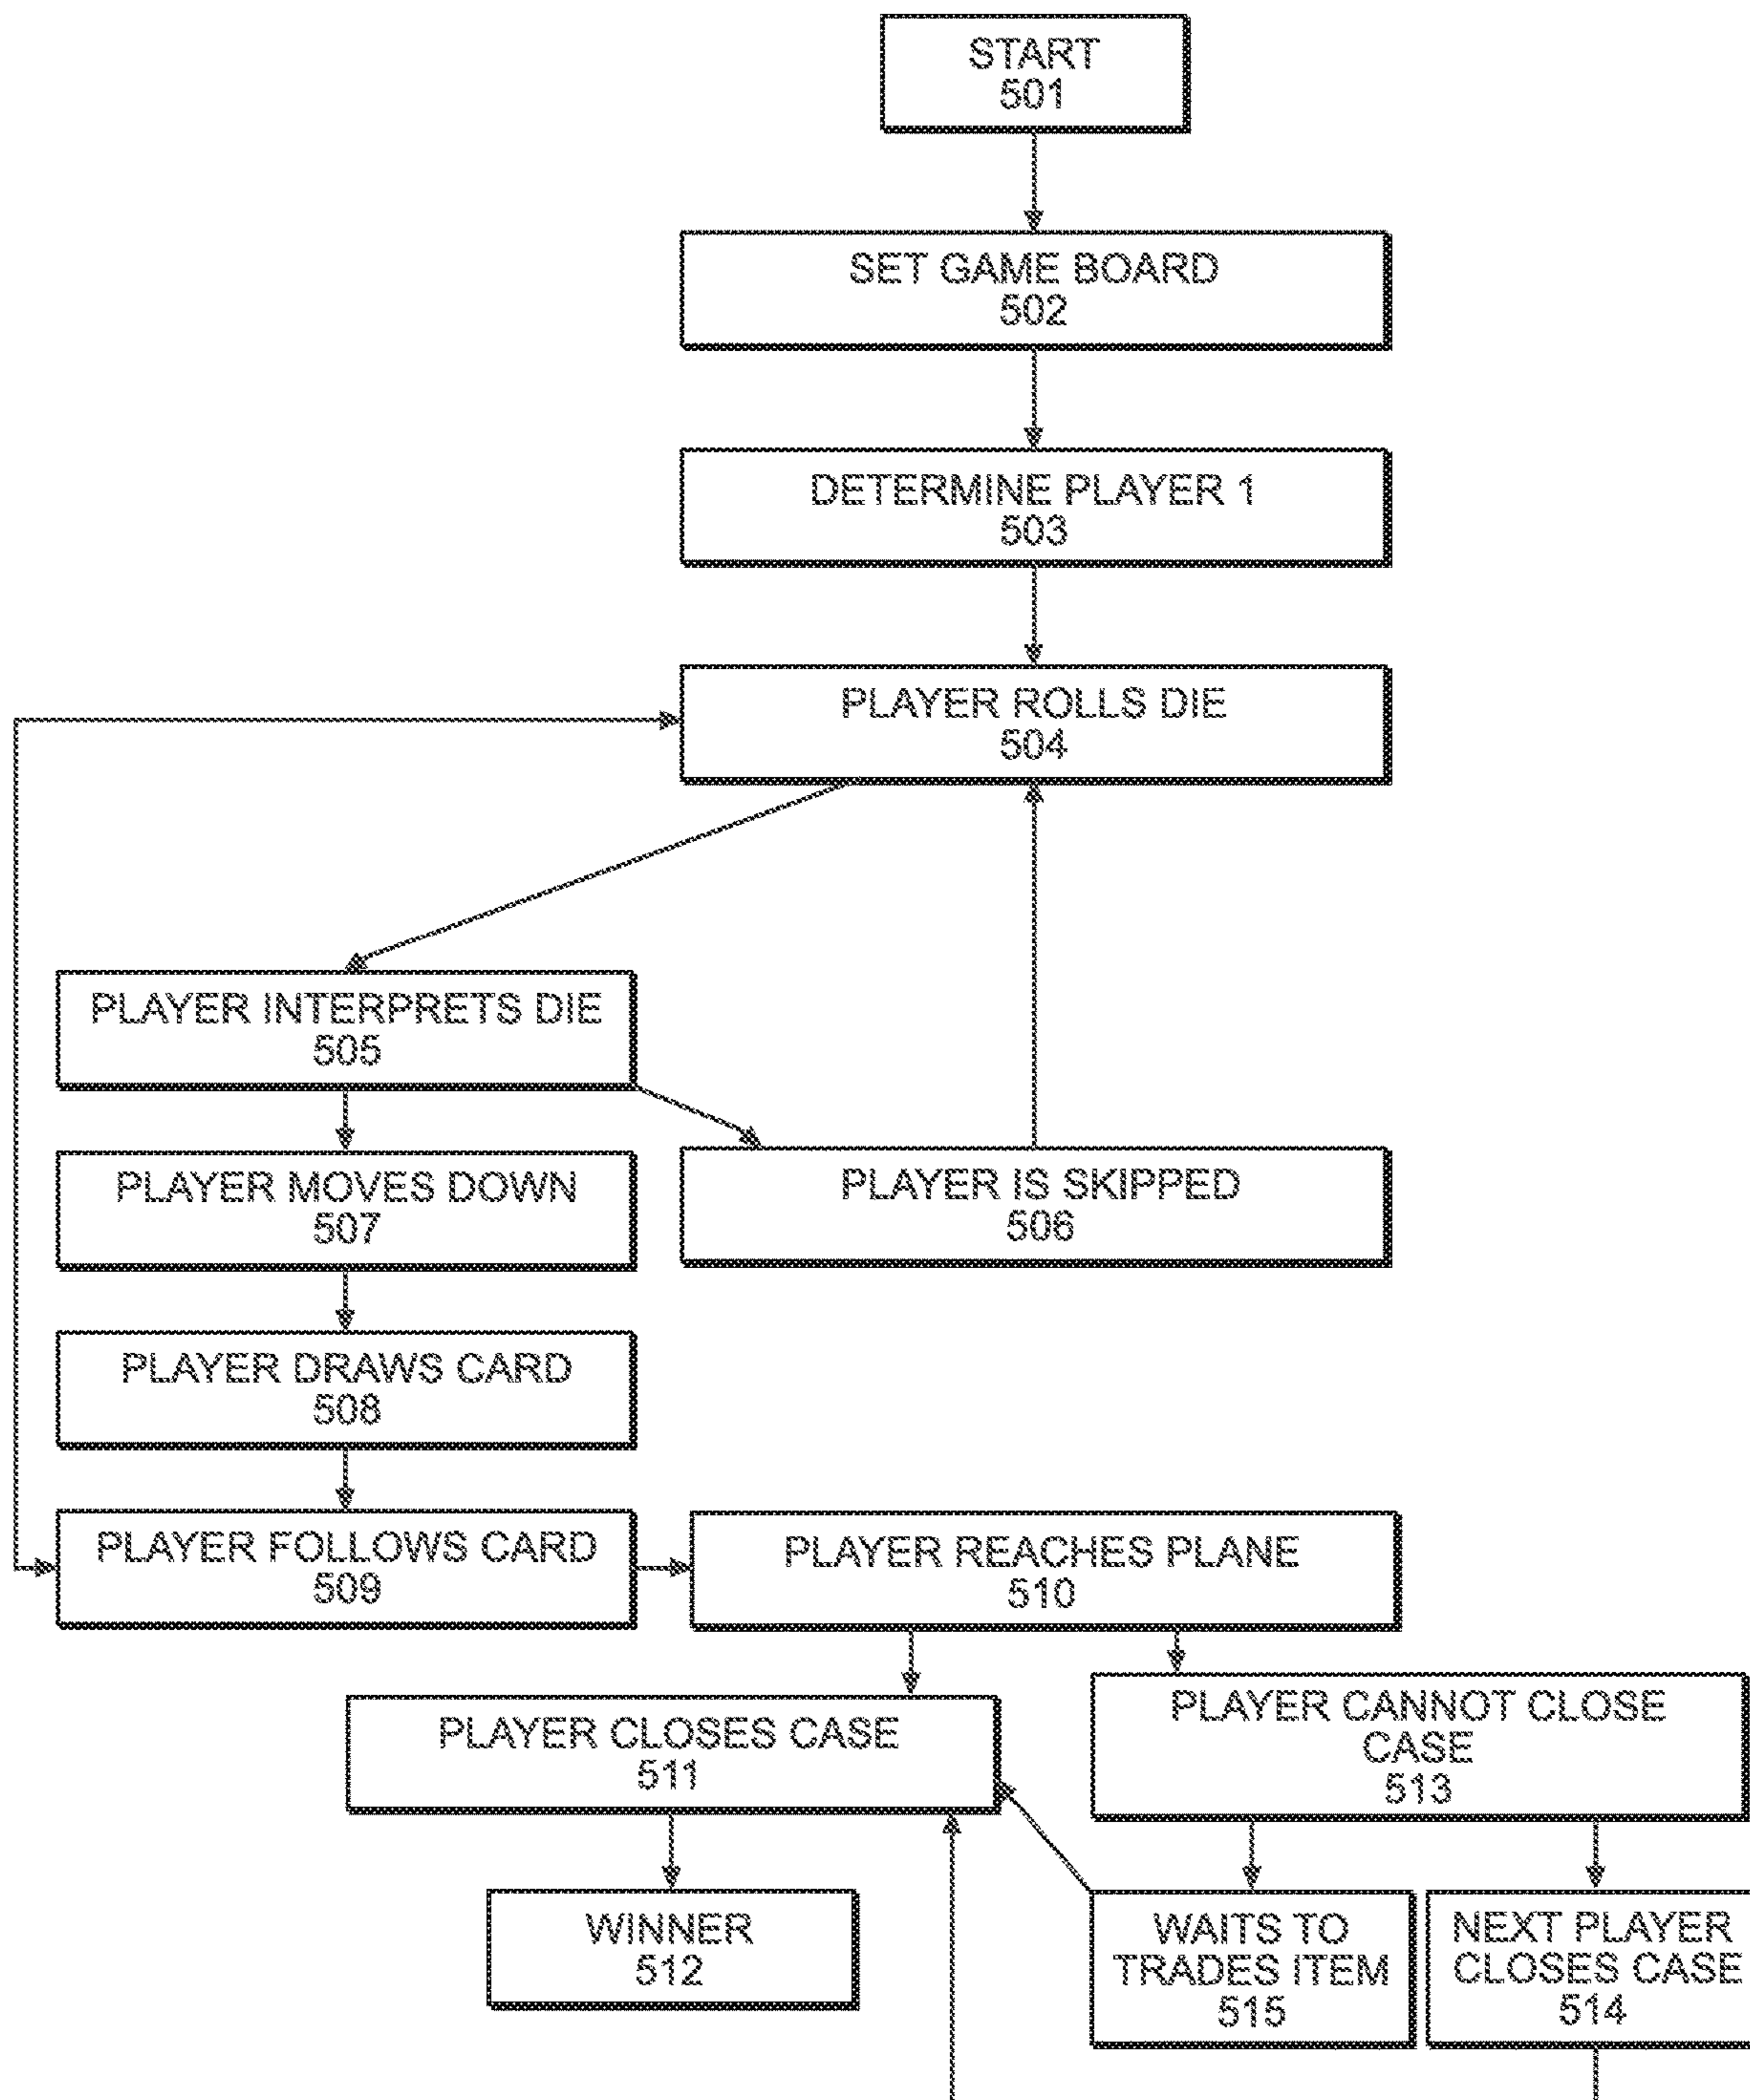 START
501
SET GAME BOARD
502
DETERMINE PLAYER 1
503
PLAYER ROLLS DIE
504
PLAYER INTERPRETS DIE
505
PLAYER MOVES DOWN
507
PLAYER IS SKIPPED
506
PLAYER DRAWS CARD
508
PLAYER FOLLOWS CARD
509
PLAYER REACHES PLANE
510
PLAYER CLOSES CASE
511
PLAYER CANNOT CLOSE
CASE
513
WINNER
512
WAITS TO
TRADES ITEM
515
NEXT PLAYER
CLOSES CASE
514